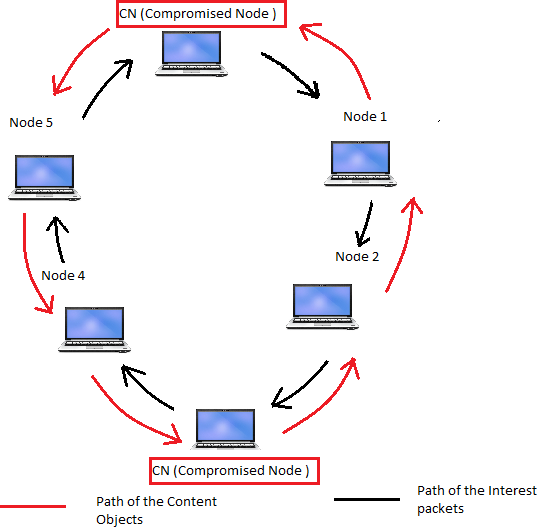 CN (Compromised Node )
Node 1
Node 5
Node 2
Node 4
CN (Compromised Node )
Path of the Content
Objects
Path of the Interest
packets